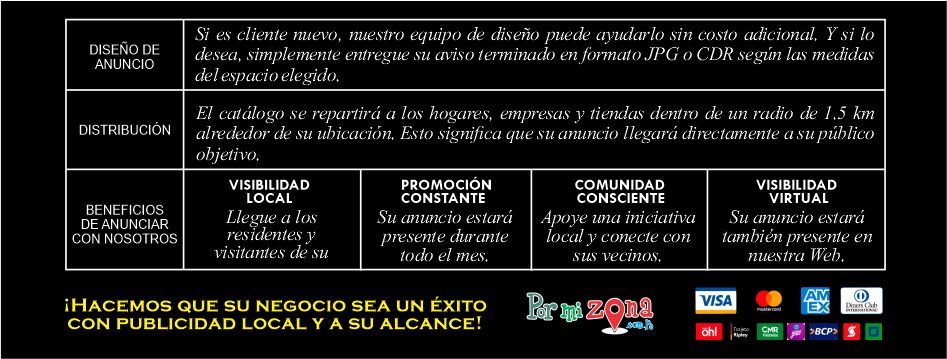 DISEÑO DE
ANUNCIO
Si es cliente nuevo, nuestro equipo de diseño puede ayudarlo sin costo adicional. Y si lo
desea, simplemente entregue su aviso terminado en formato JPG o CDR según las medidas
del espacio elegido.
DISTRIBUCIÓN
El catálogo se repartirá a los hogares, empresas y tiendas dentro de un radio de 1.5 km
alrededor de su ubicación. Esto significa que su anuncio llegará directamente a su público
objetivo.
BENEFICIOS
DE ANUNCIAR
CON NOSOTROS
VISIBILIDAD
LOCAL
Llegue a los
residentes y
visitantes de su
PROMOCIÓN
CONSTANTE
Su anuncio estará
presente durante
todo el mes.
COMUNIDAD
CONSCIENTE
Apoye una iniciativa
local y conecte con
sus vecinos.
VISIBILIDAD
VIRTUAL
Su anuncio estará
también presente en
nuestra Web.
¡HACEMOS QUE SU NEGOCIO SEA UN ÉXITO
CON PUBLICIDAD LOCAL Y A SU ALCANCE!
Por mi zona
.com.Pe
VISA
mastercard
AMEX
Diners Club
INTERNATIONAL
oh!
Tarjeta
Ripley
CMR
BCP